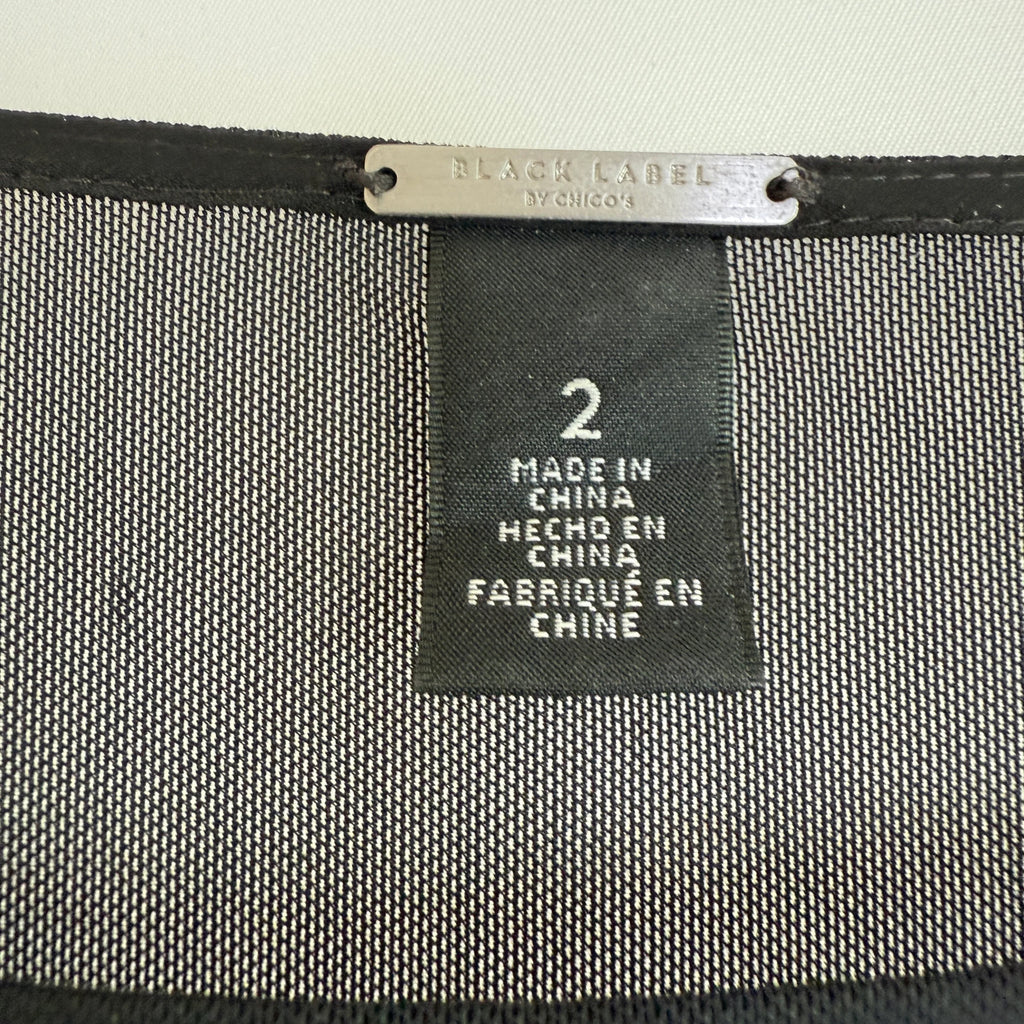 BLACK LABEL
BY CHICO's
2
MADE IN
CHINA
HECHO EN
CHINA
FABRIQUÉ EN
CHINE